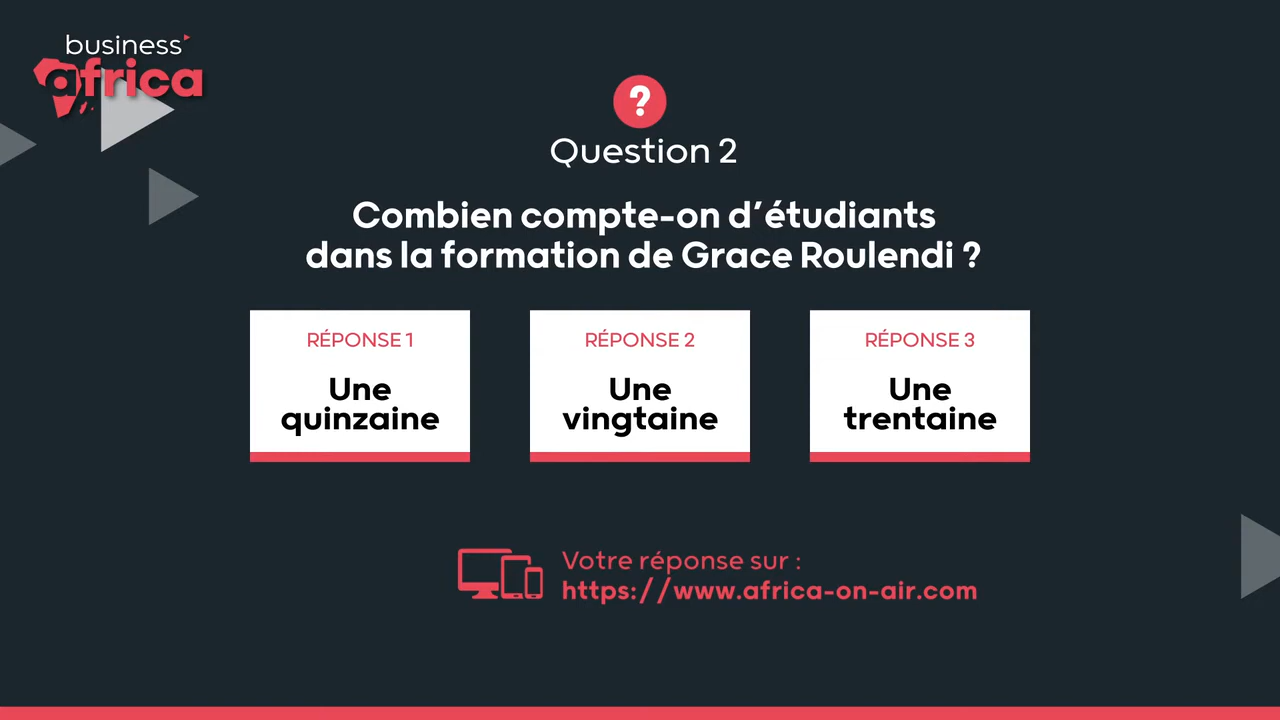 business
africa
?
Question 2
Combien compte-on d’étudiants
dans la formation de Grace Roulendi ?
RÉPONSE 1
Une
quinzaine
RÉPONSE 2
Une
vingtaine
RÉPONSE 3
Une
trentaine
Votre réponse sur :
https://www.africa-on-air.com